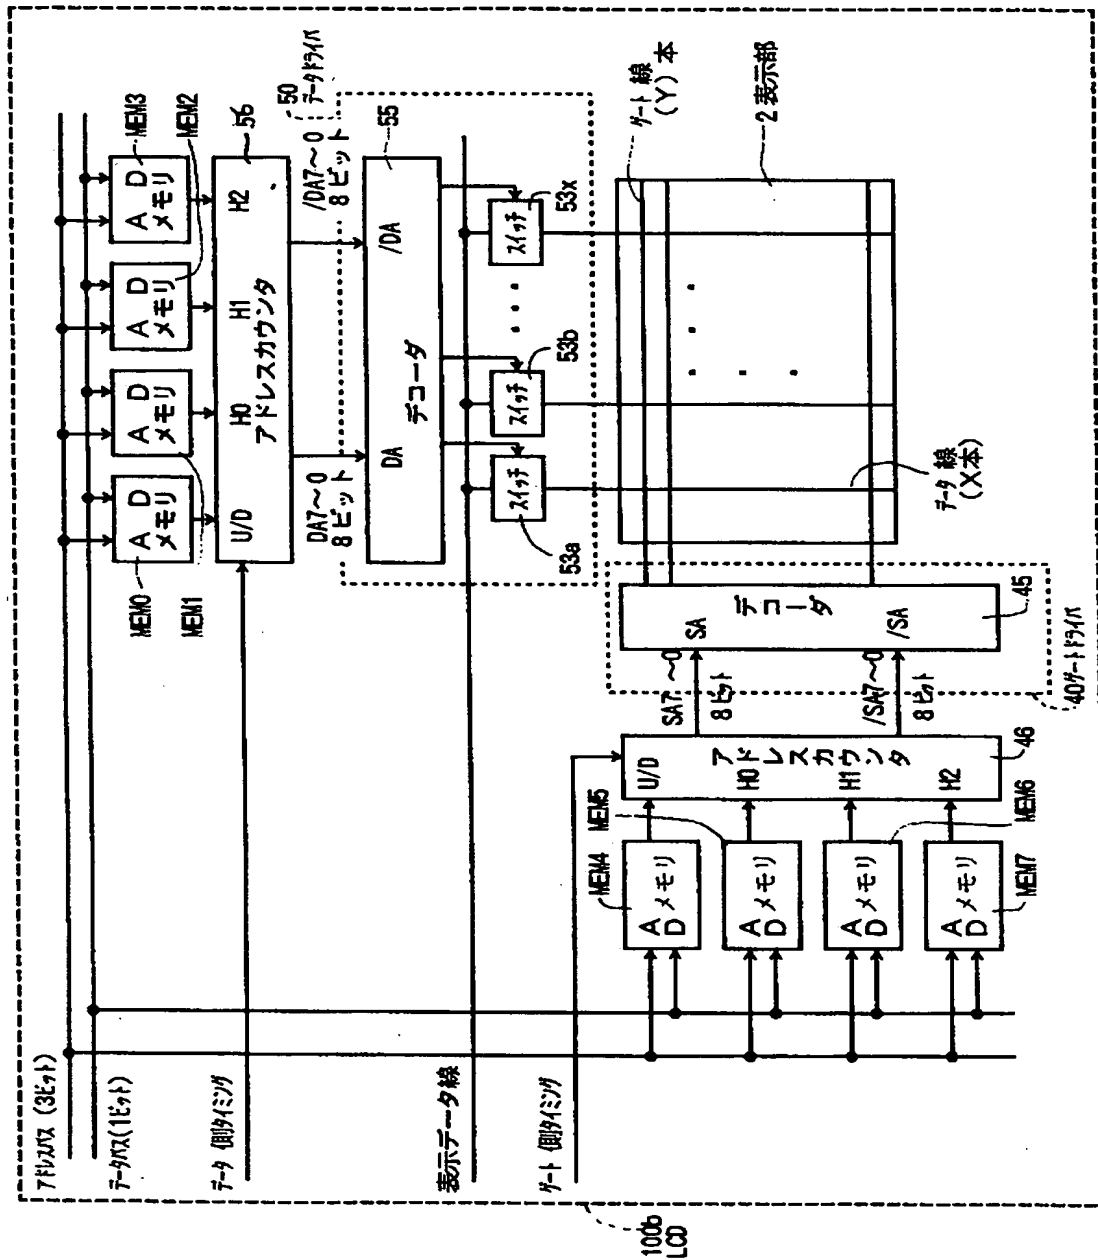 アドレスバス (3ビット)
データバス(1ビット)
データ側タイミング
表示データ線
ゲート側タイミング
100b
LCD
MEM0
MEM1
MEM2
MEM3
A D
メモリ
A D
メモリ
A D
メモリ
A D
メモリ
U/D
H0
H1
H2
アドレスカウンタ
56
DA7~0
8ビット
/DA7~0
8ビット
50
データドライバ
DA
/DA
デコーダ
55
スイッチ
53a
スイッチ
53b
スイッチ
53x
ゲート線
(Y)本
2表示部
データ線
(X本)
MEM4
MEM5
MEM6
MEM7
A
D メモリ
A
D メモリ
A
D メモリ
A
D メモリ
U/D
H0
H1
H2
アドレスカウンタ
46
SA7~0
8ビット
/SA7~0
8ビット
SA
/SA
デコーダ
45
40ゲートドライバ